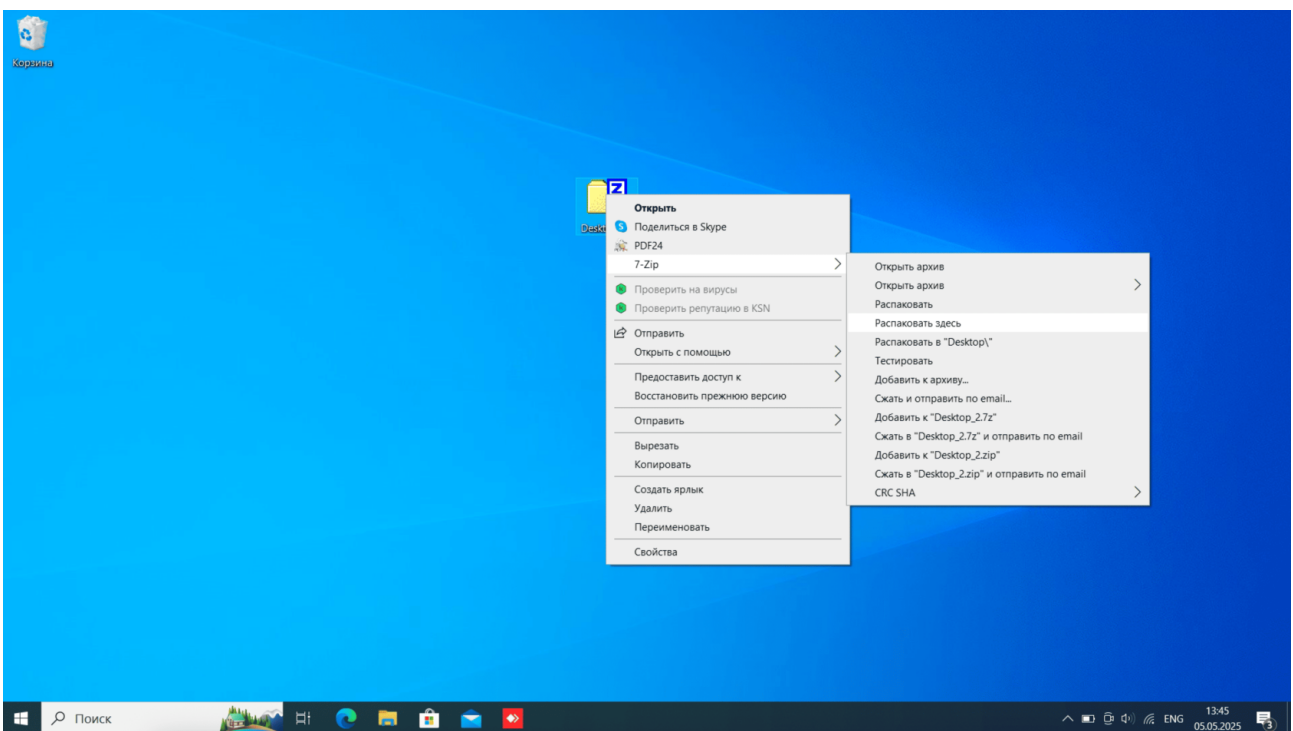 Корзина
Z
Открыть
Поделиться в Skype
PDF24
7-Zip
Проверить на вирусы
Проверить репутацию в KSN
Отправить
Открыть с помощью
Предоставить доступ к
Восстановить прежнюю версию
Отправить
Вырезать
Копировать
Создать ярлык
Удалить
Переименовать
Свойства
Открыть архив
Открыть архив
Распаковать
Распаковать здесь
Распаковать в "Desktop\"
Тестировать
Добавить к архиву...
Сжать и отправить по email...
Добавить к "Desktop_2.7z"
Сжать в "Desktop_2.7z" и отправить по email
Добавить к "Desktop_2.zip"
Сжать в "Desktop_2.zip" и отправить по email
CRC SHA
Поиск
ENG
13:45
05.05.2025
3